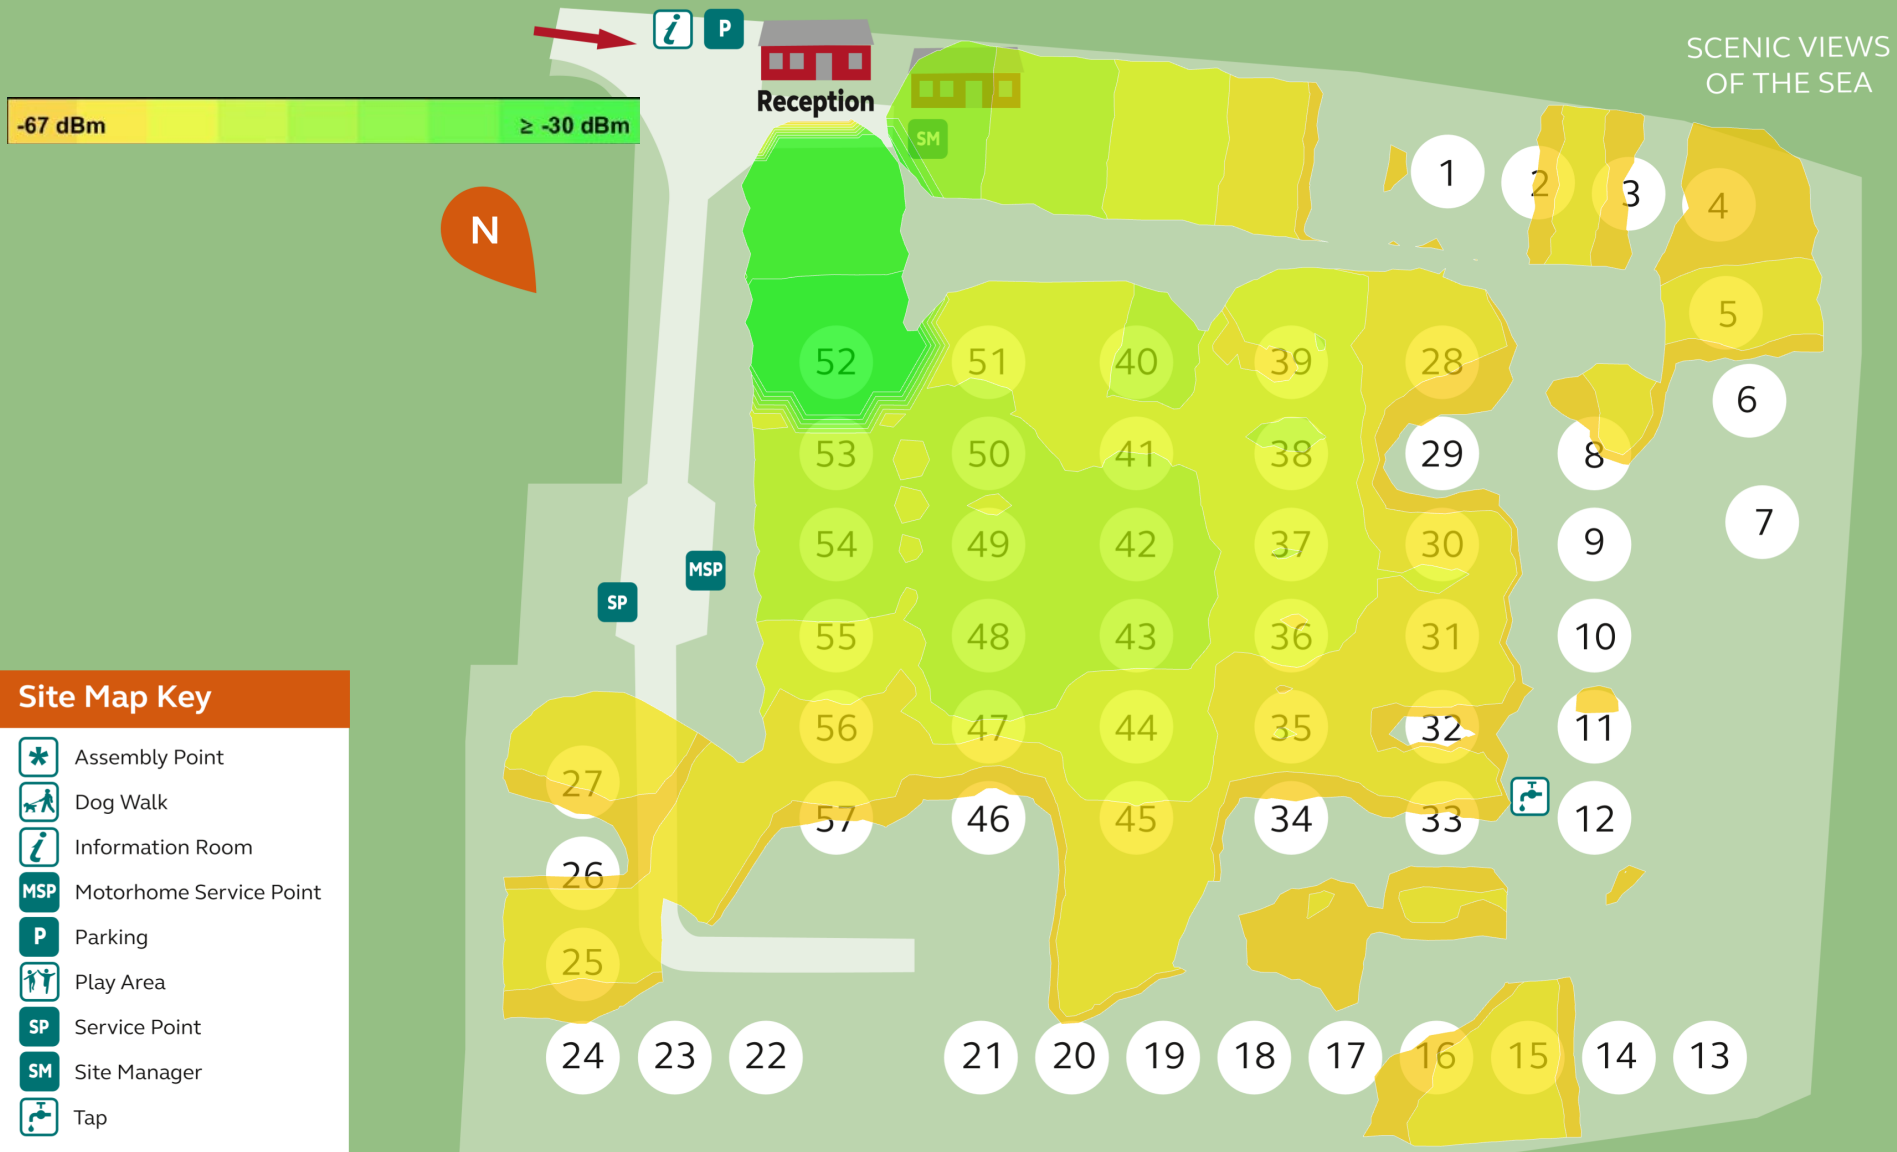 i
P
SCENIC VIEWS
OF THE SEA
Reception
-67 dBm
≥ -30 dBm
SM
N
1
2
3
4
5
6
7
52
51
40
39
28
53
50
41
38
29
8
54
49
42
37
30
9
MSP
SP
55
48
43
36
31
10
56
47
44
35
32
11
27
57
46
45
34
33
12
26
25
24
23
22
21
20
19
18
17
16
15
14
13
Site Map Key
* Assembly Point
Dog Walk
i Information Room
MSP Motorhome Service Point
P Parking
Play Area
SP Service Point
SM Site Manager
Tap